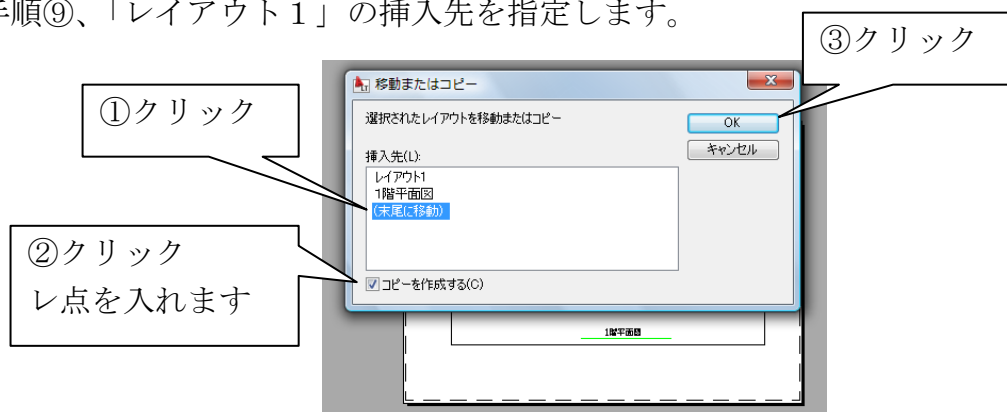 手順⑨、「レイアウト１」の挿入先を指定します。
③クリック
移動またはコピー
①クリック
選択されたレイアウトを移動またはコピー
OK
キャンセル
挿入先(L):
レイアウト1
1階平面図
(末尾に移動)
②クリック
レ点を入れます
コピーを作成する(C)
1階平面図